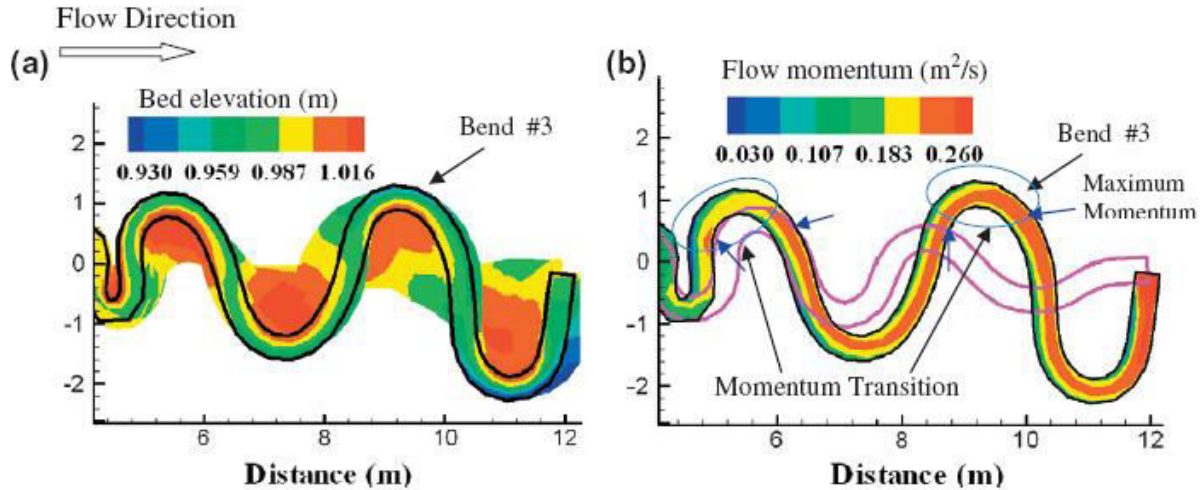 Flow Direction
(a)
Bed elevation (m)
0.930 0.959 0.987 1.016
Bend #3
2
1
0
-1
-2
6 8 10 12
Distance (m)
(b)
Flow momentum (m²/s)
0.030 0.107 0.183 0.260
Bend #3
Maximum
Momentum
2
1
0
-1
-2
Momentum Transition
6 8 10 12
Distance (m)